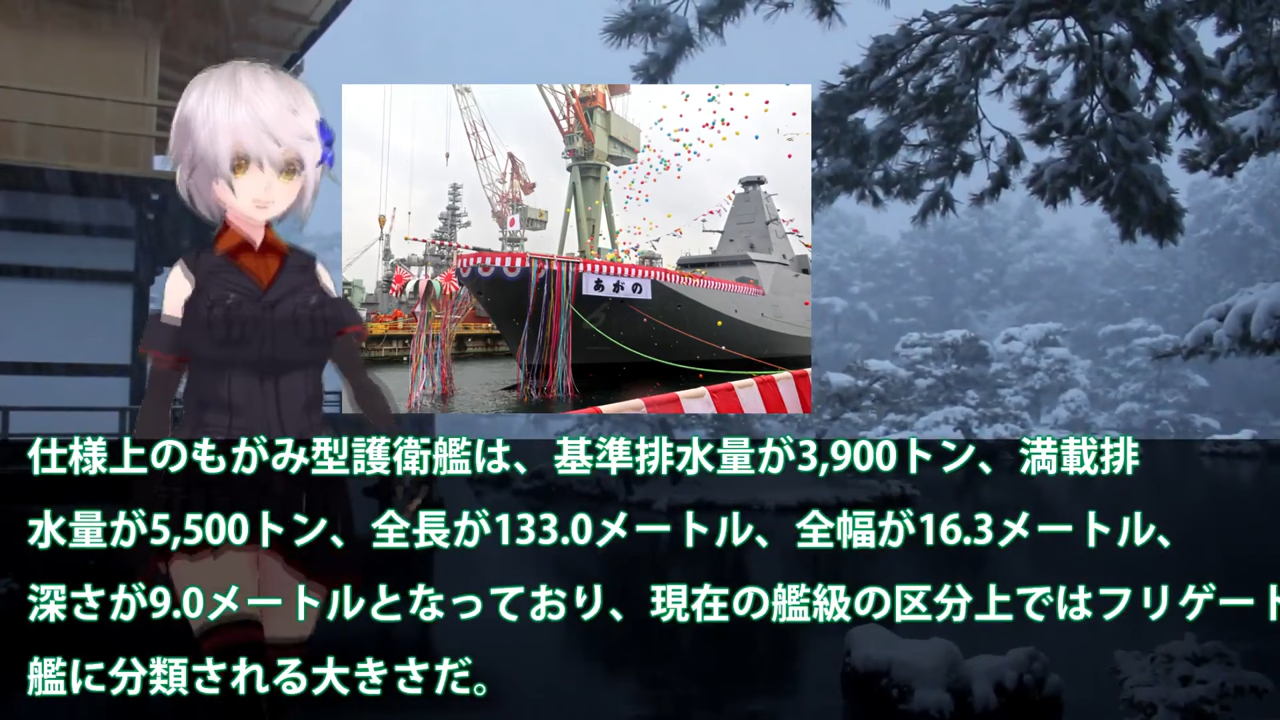 あがの
仕様上のもがみ型護衛艦は、基準排水量が3,900トン、満載排
水量が5,500トン、全長が133.0メートル、全幅が16.3メートル、
深さが9.0メートルとなっており、現在の艦級の区分上ではフリゲート
艦に分類される大きさだ。